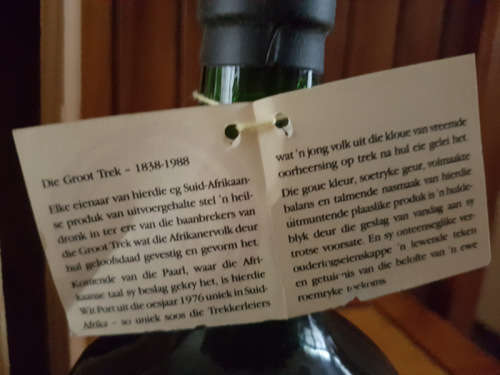 Die Groot Trek – 1838-1988
Elke eienaar van hierdie eg Suid-Afrikaan-
se produk van uitvoergehalte stel 'n heil-
dronk in ter ere van die baanbrekers van
die Groot Trek wat die Afrikanervolk deur
hul geloofsdaad gevestig en gevorm het.
Komende van die Paarl, waar die Afri-
kaanse taal sy beslag gekry het, is hierdie
Wit Port uit die oesjaar 1976 uniek in Suid-
Afrika – so uniek soos die Trekkerleiers
wat 'n jong volk uit die kloue van vreemde
oorheersing op trek na hul eie gelei het.
Die goue kleur, soetryke geur, volmaakte
balans en talmende nasmaak van hierdie
uitmuntende plaaslike produk is 'n hulde-
blyk deur die geslag van vandag aan sy
trotse voorsate. En sy onteenseglike ver-
ouderingseienskappe 'n lewende teken
en getuienis van die belofte van 'n ewe
roemryke toekoms.